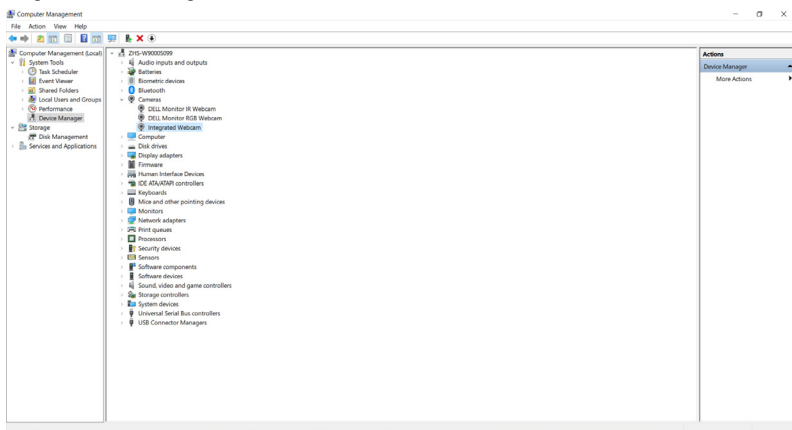 Computer Management
File Action View Help
Computer Management (Local)
System Tools
Task Scheduler
Event Viewer
Shared Folders
Local Users and Groups
Performance
Device Manager
Storage
Disk Management
Services and Applications
ZHS-W90005099
Audio inputs and outputs
Batteries
Biometric devices
Bluetooth
Cameras
DELL Monitor IR Webcam
DELL Monitor RGB Webcam
Integrated Webcam
Computer
Disk drives
Display adapters
Firmware
Human Interface Devices
IDE ATA/ATAPI controllers
Keyboards
Mice and other pointing devices
Monitors
Network adapters
Print queues
Processors
Security devices
Sensors
Software components
Software devices
Sound, video and game controllers
Storage controllers
System devices
Universal Serial Bus controllers
USB Connector Managers
Actions
Device Manager
More Actions